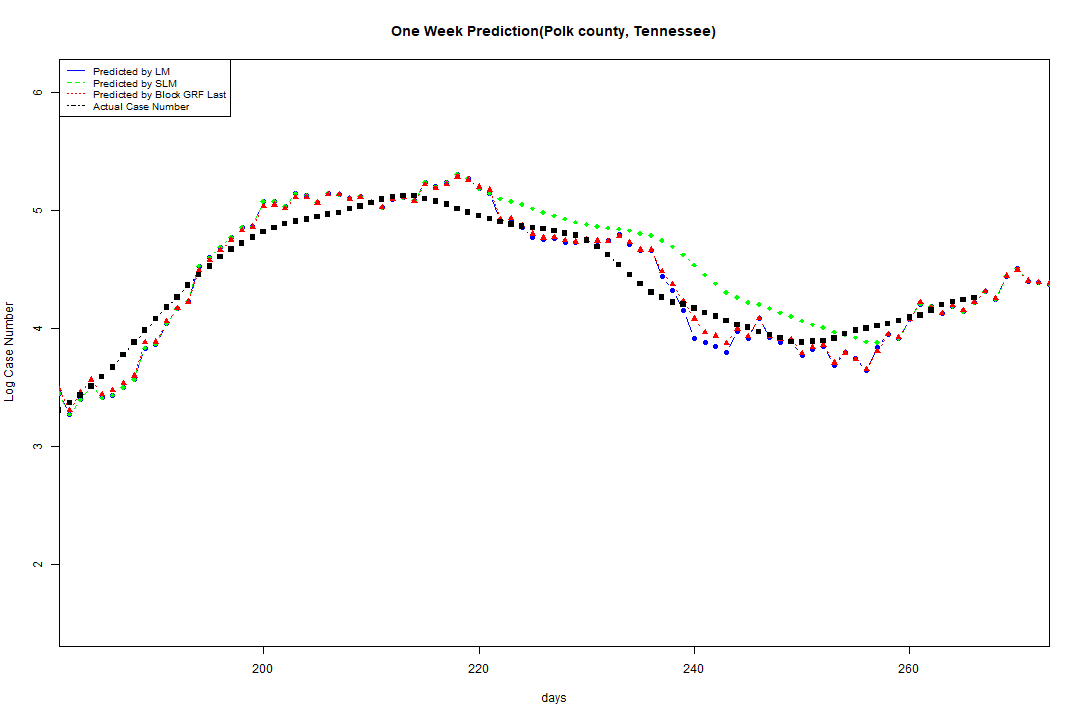 One Week Prediction(Polk county, Tennessee)
Predicted by LM
Predicted by SLM
Predicted by Block GRF Last
Actual Case Number
6
5
4
3
2
Log Case Number
200 220 240 260
days